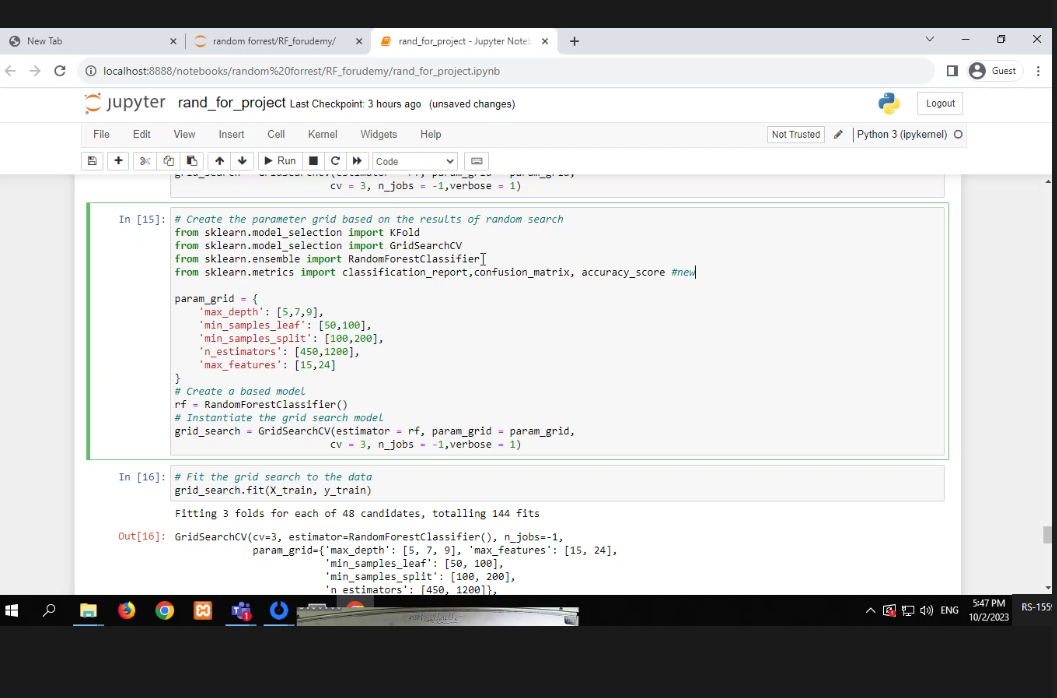 New Tab
random forrest/RF_forudemy/
rand_for_project - Jupyter Note
localhost:8888/notebooks/random%20forrest/RF_forudemy/rand_for_project.ipynb
Guest
jupyter rand_for_project Last Checkpoint: 3 hours ago (unsaved changes)
Logout
File Edit View Insert Cell Kernel Widgets Help
Not Trusted
Python 3 (ipykernel)
Run
Code
cv = 3, n_jobs = -1,verbose = 1)
In [15]:
# Create the parameter grid based on the results of random search
from sklearn.model_selection import KFold
from sklearn.model_selection import GridSearchCV
from sklearn.ensemble import RandomForestClassifier
from sklearn.metrics import classification_report,confusion_matrix, accuracy_score #new
param_grid = {
'max_depth': [5,7,9],
'min_samples_leaf': [50,100],
'min_samples_split': [100,200],
'n_estimators': [450,1200],
'max_features': [15,24]
}
# Create a based model
rf = RandomForestClassifier()
# Instantiate the grid search model
grid_search = GridSearchCV(estimator = rf, param_grid = param_grid,
cv = 3, n_jobs = -1,verbose = 1)
In [16]:
# Fit the grid search to the data
grid_search.fit(X_train, y_train)
Fitting 3 folds for each of 48 candidates, totalling 144 fits
Out[16]:
GridSearchCV(cv=3, estimator=RandomForestClassifier(), n_jobs=-1,
param_grid={'max_depth': [5, 7, 9], 'max_features': [15, 24],
'min_samples_leaf': [50, 100],
'min_samples_split': [100, 200],
'n_estimators': [450, 1200]},
ENG
5:47 PM
10/2/2023